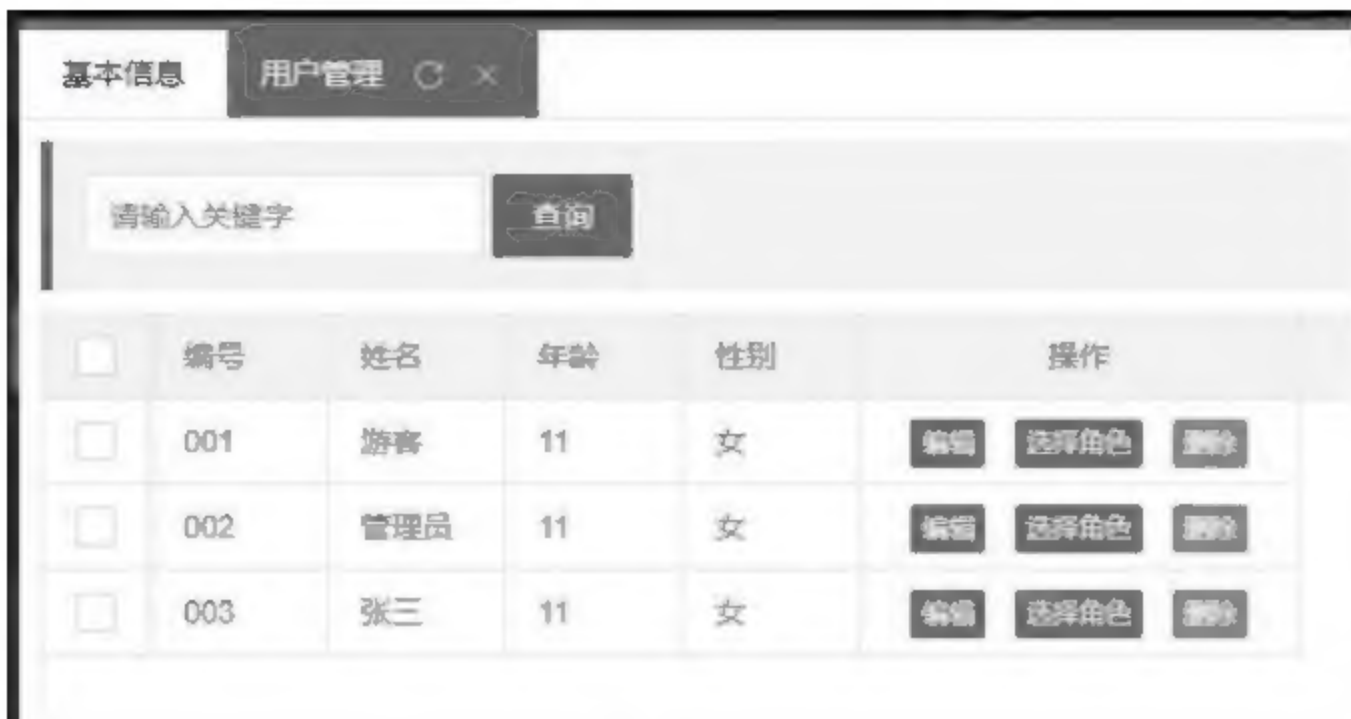 基本信息 用户管理
请输入关键字 查询
编号 姓名 年龄 性别 操作
001 游客 11 女 编辑 选择角色 删除
002 管理员 11 女 编辑 选择角色 删除
003 张三 11 女 编辑 选择角色 删除